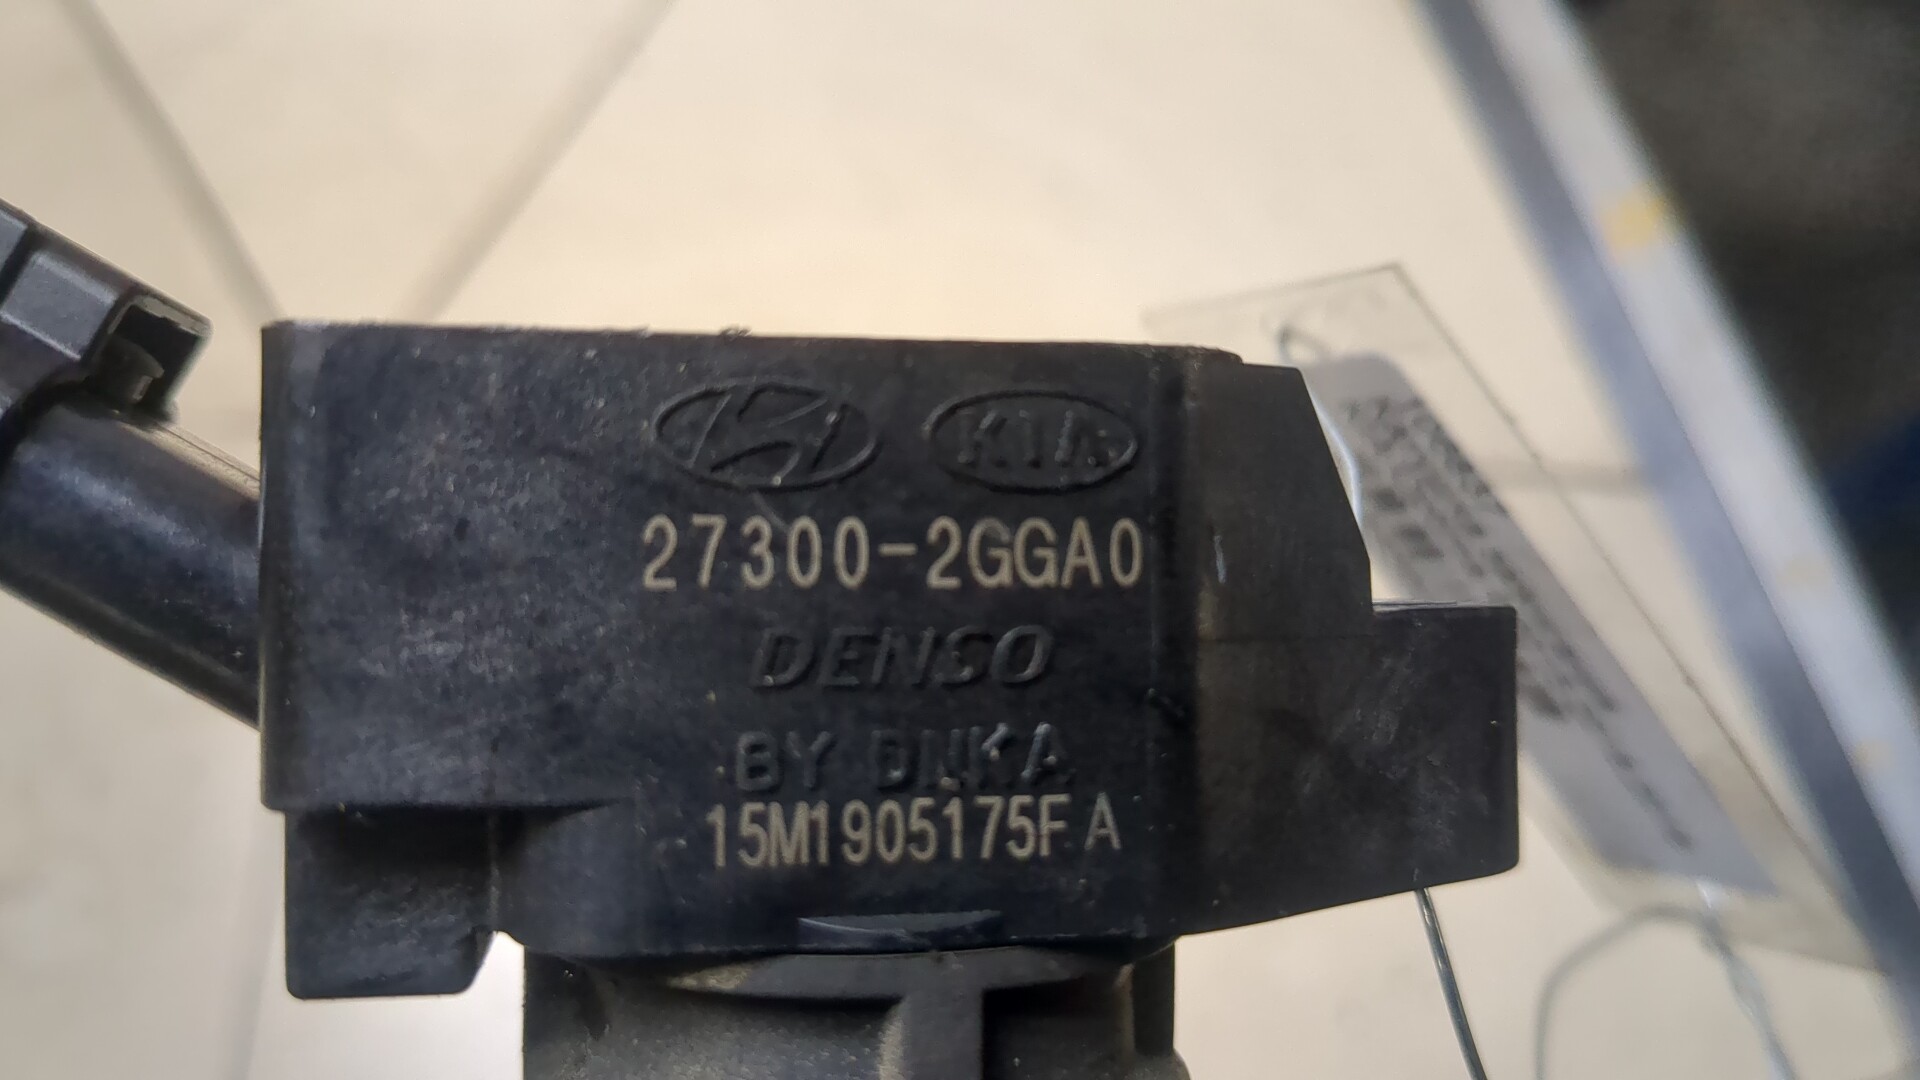 KIA
27300-2GGA0
DENSO
BY DNKA
15M1905175F A